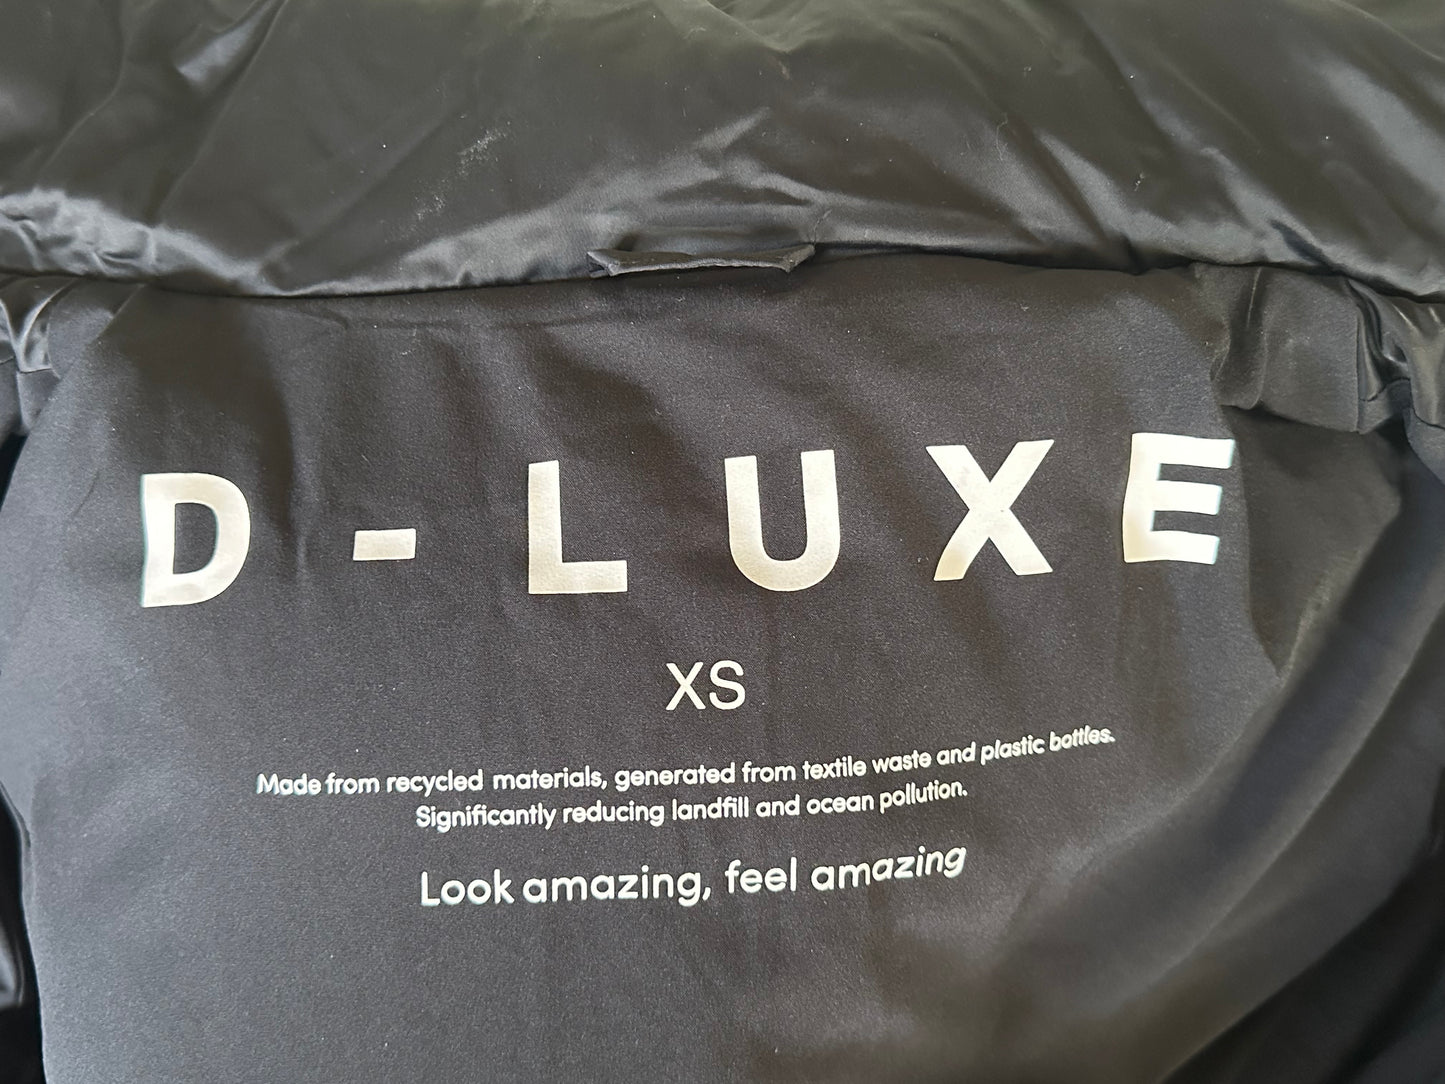 D-LUXE
XS
Made from recycled materials, generated from textile waste and plastic bottles.
Significantly reducing landfill and ocean pollution.
Look amazing, feel amazing